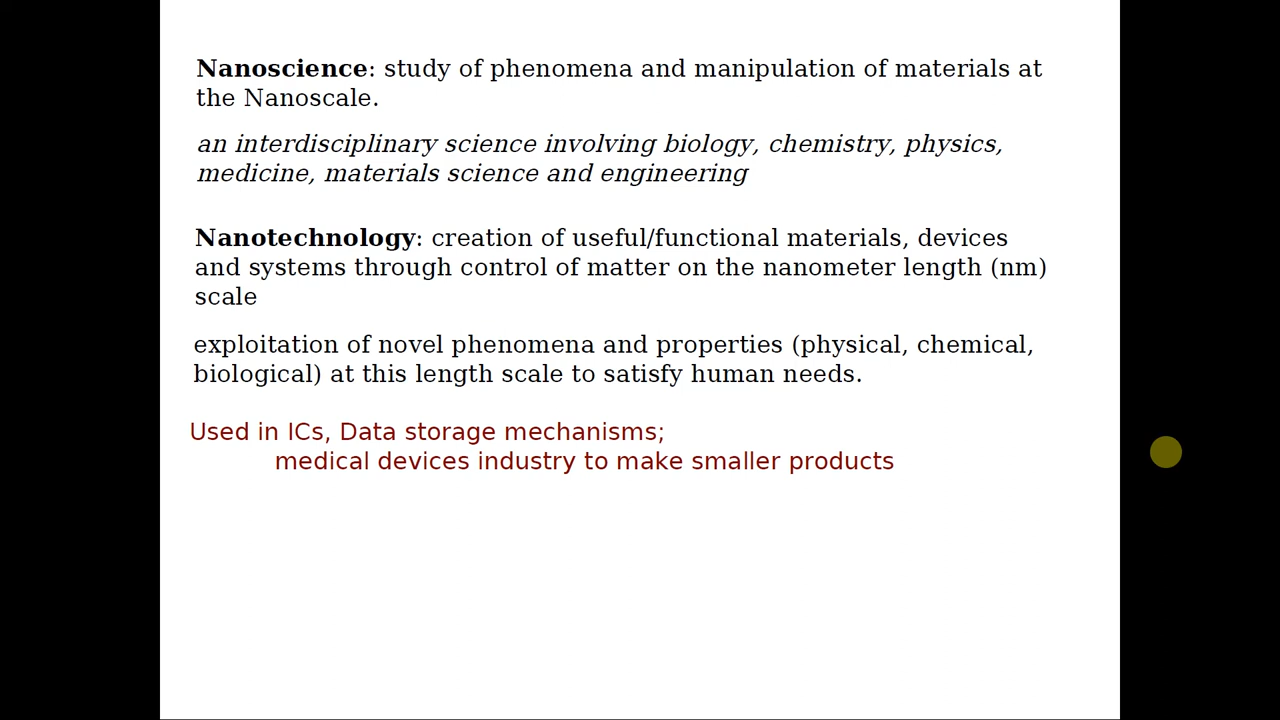 Nanoscience: study of phenomena and manipulation of materials at
the Nanoscale.
an interdisciplinary science involving biology, chemistry, physics,
medicine, materials science and engineering
Nanotechnology: creation of useful/functional materials, devices
and systems through control of matter on the nanometer length (nm)
scale
exploitation of novel phenomena and properties (physical, chemical,
biological) at this length scale to satisfy human needs.
Used in ICs, Data storage mechanisms;
medical devices industry to make smaller products